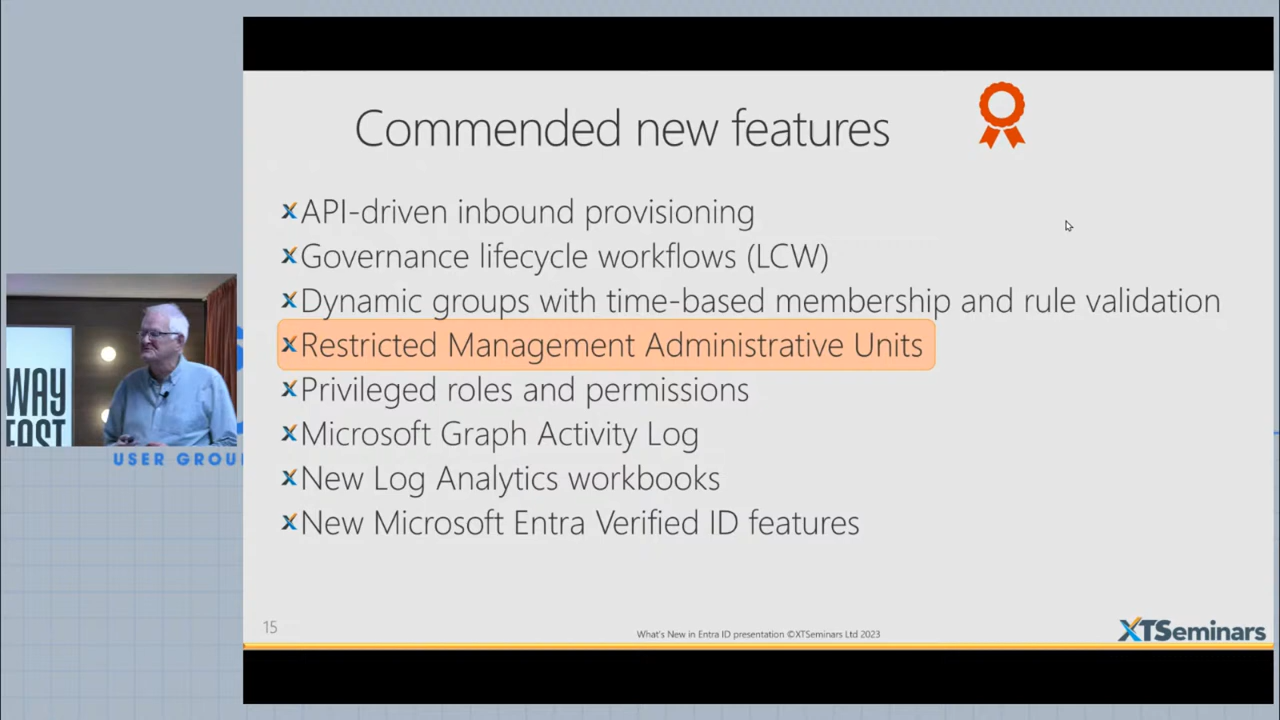 Commended new features
API-driven inbound provisioning
Governance lifecycle workflows (LCW)
Dynamic groups with time-based membership and rule validation
Restricted Management Administrative Units
Privileged roles and permissions
Microsoft Graph Activity Log
New Log Analytics workbooks
New Microsoft Entra Verified ID features
WAY
FAST
USER GROU
15
What's New in Entra ID presentation ©XTSeminars Ltd 2023
XTSeminars